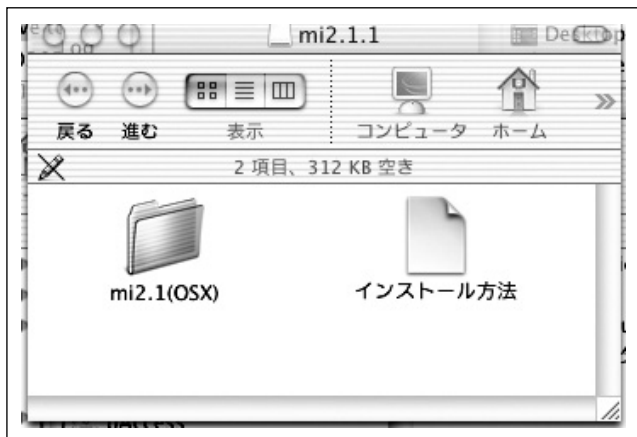 mi2.1.1
Desktop
戻る 進む 表示 コンピュータ ホーム
2 項目、312 KB 空き
mi2.1(OSX) インストール方法